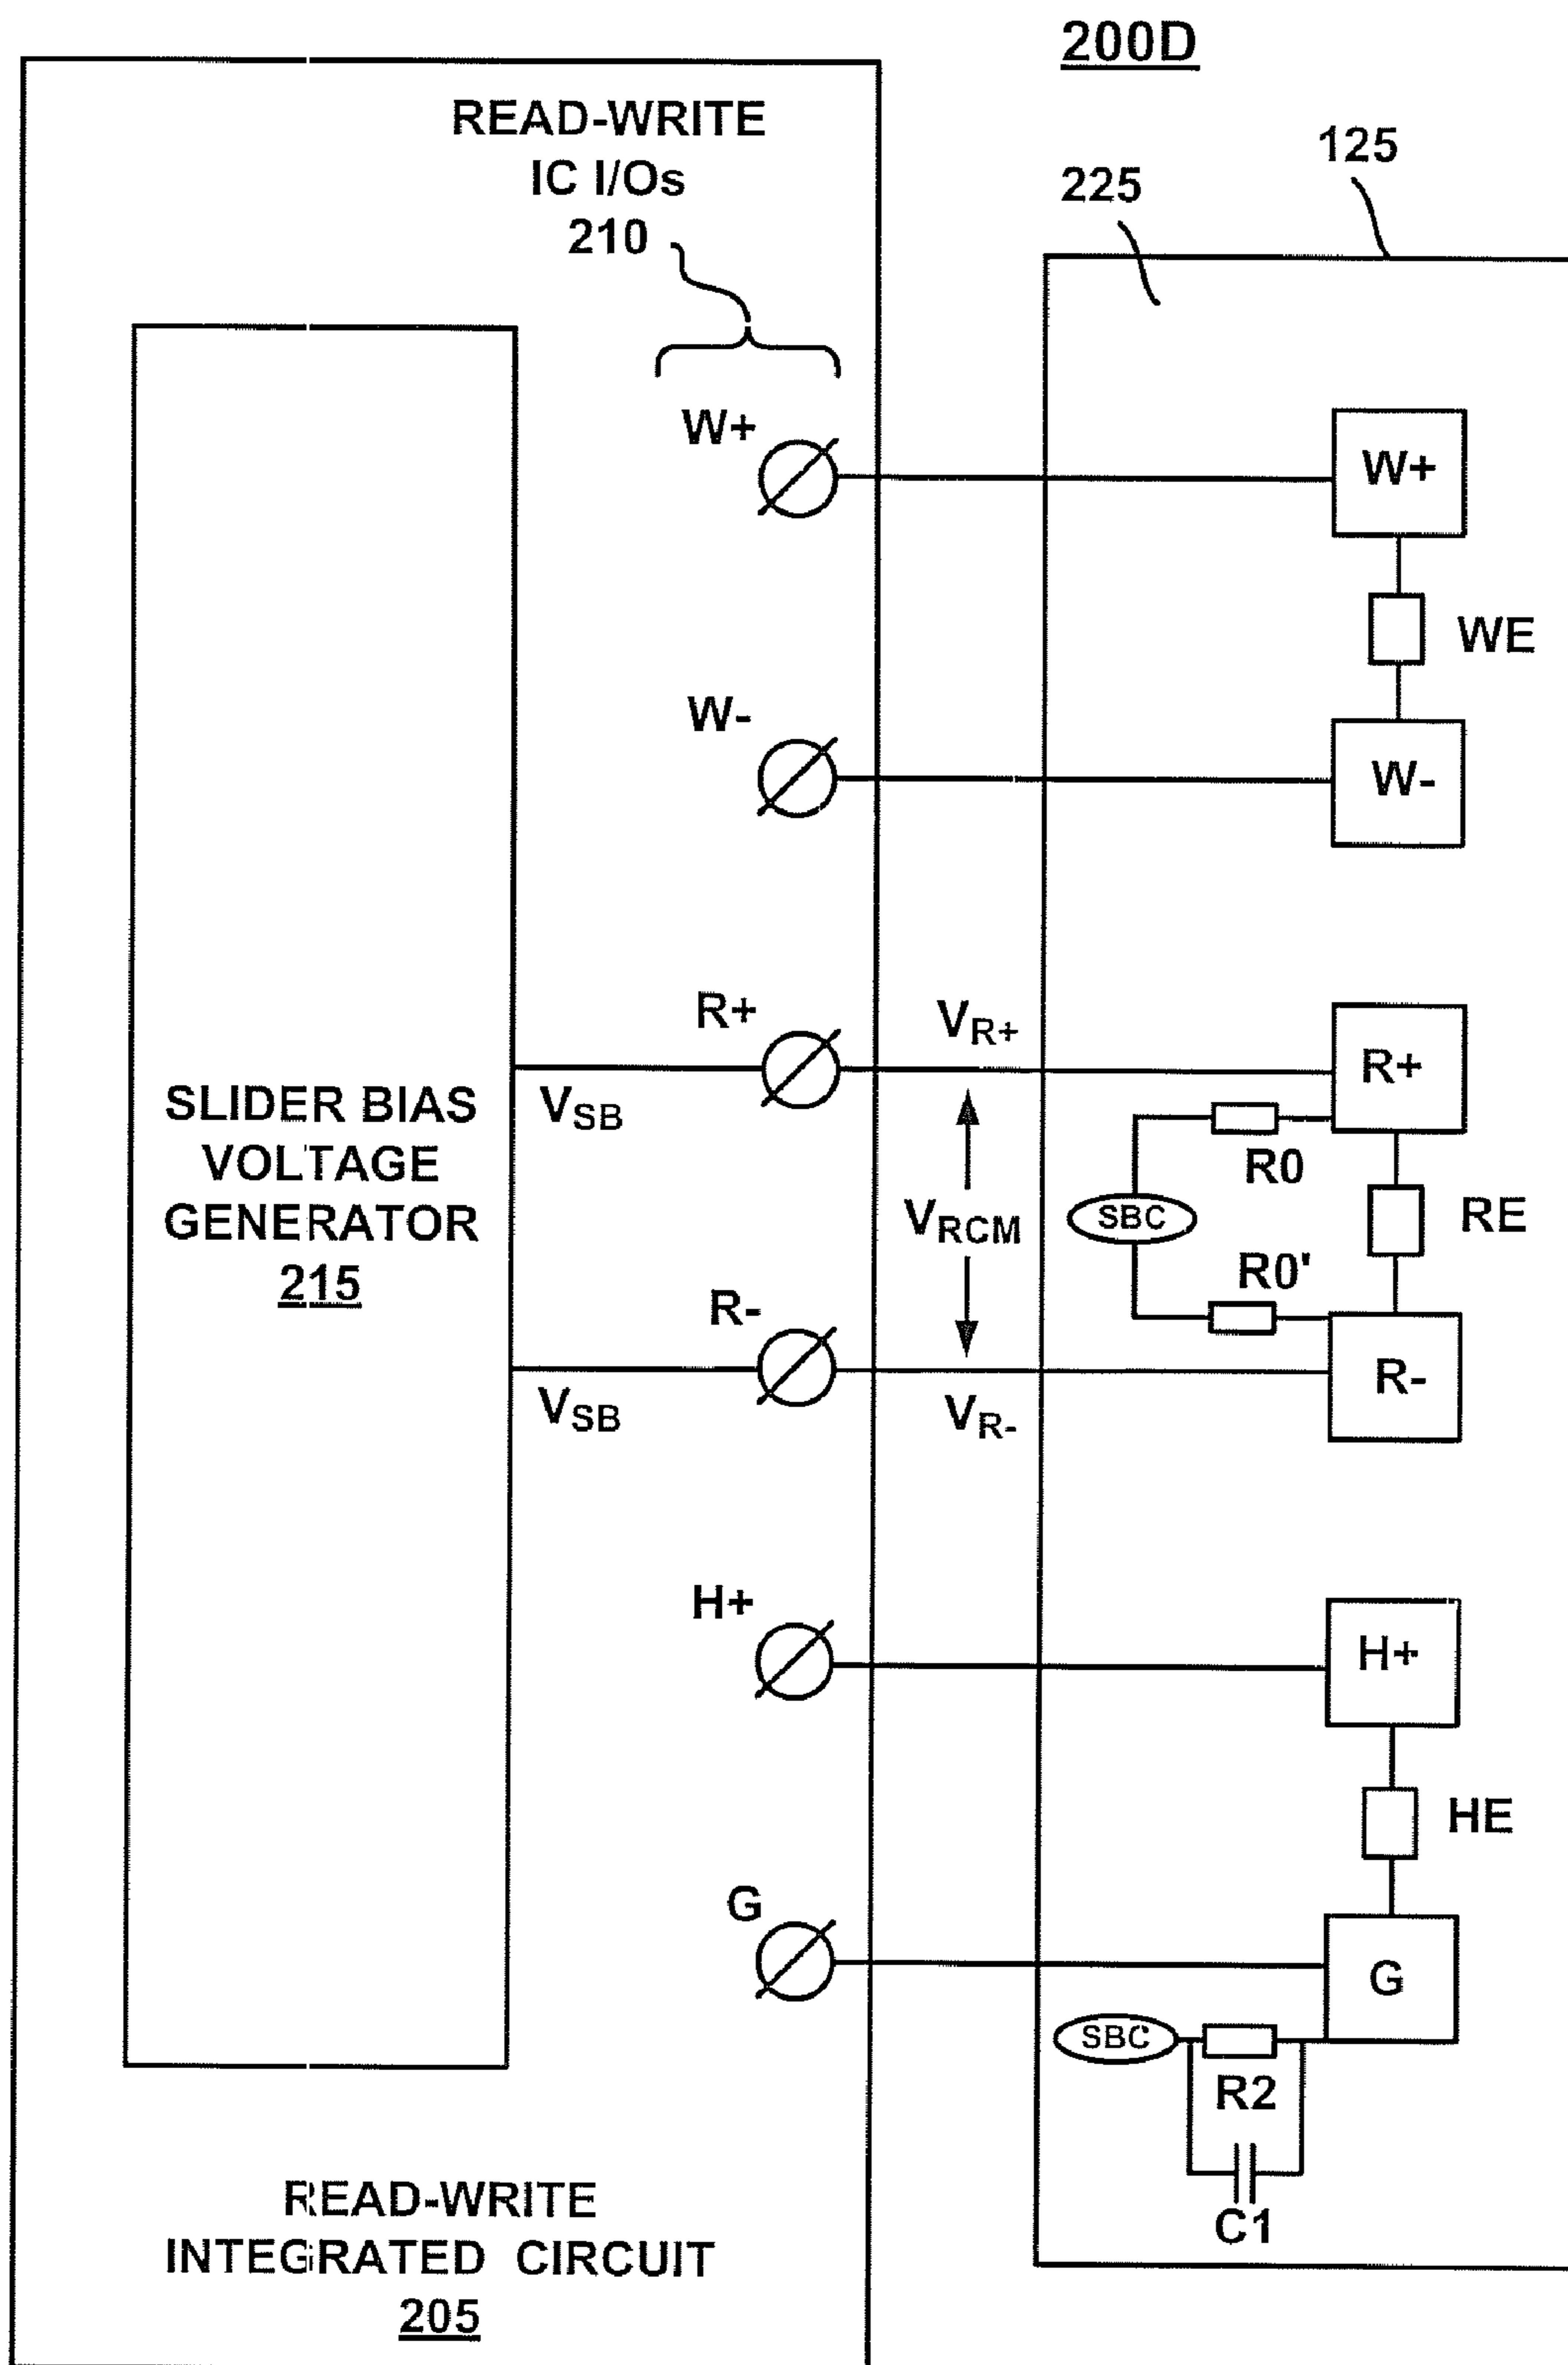 200D
READ-WRITE
IC I/Os
210
225
125
W+
W+
WE
W-
W-
R+
VR+
R+
SLIDER BIAS
VOLTAGE
GENERATOR
215
VSB
R0
SBC
VRCM
RE
R0'
R-
R-
VSB
VR-
H+
H+
HE
G
G
SBC
R2
C1
READ-WRITE
INTEGRATED CIRCUIT
205